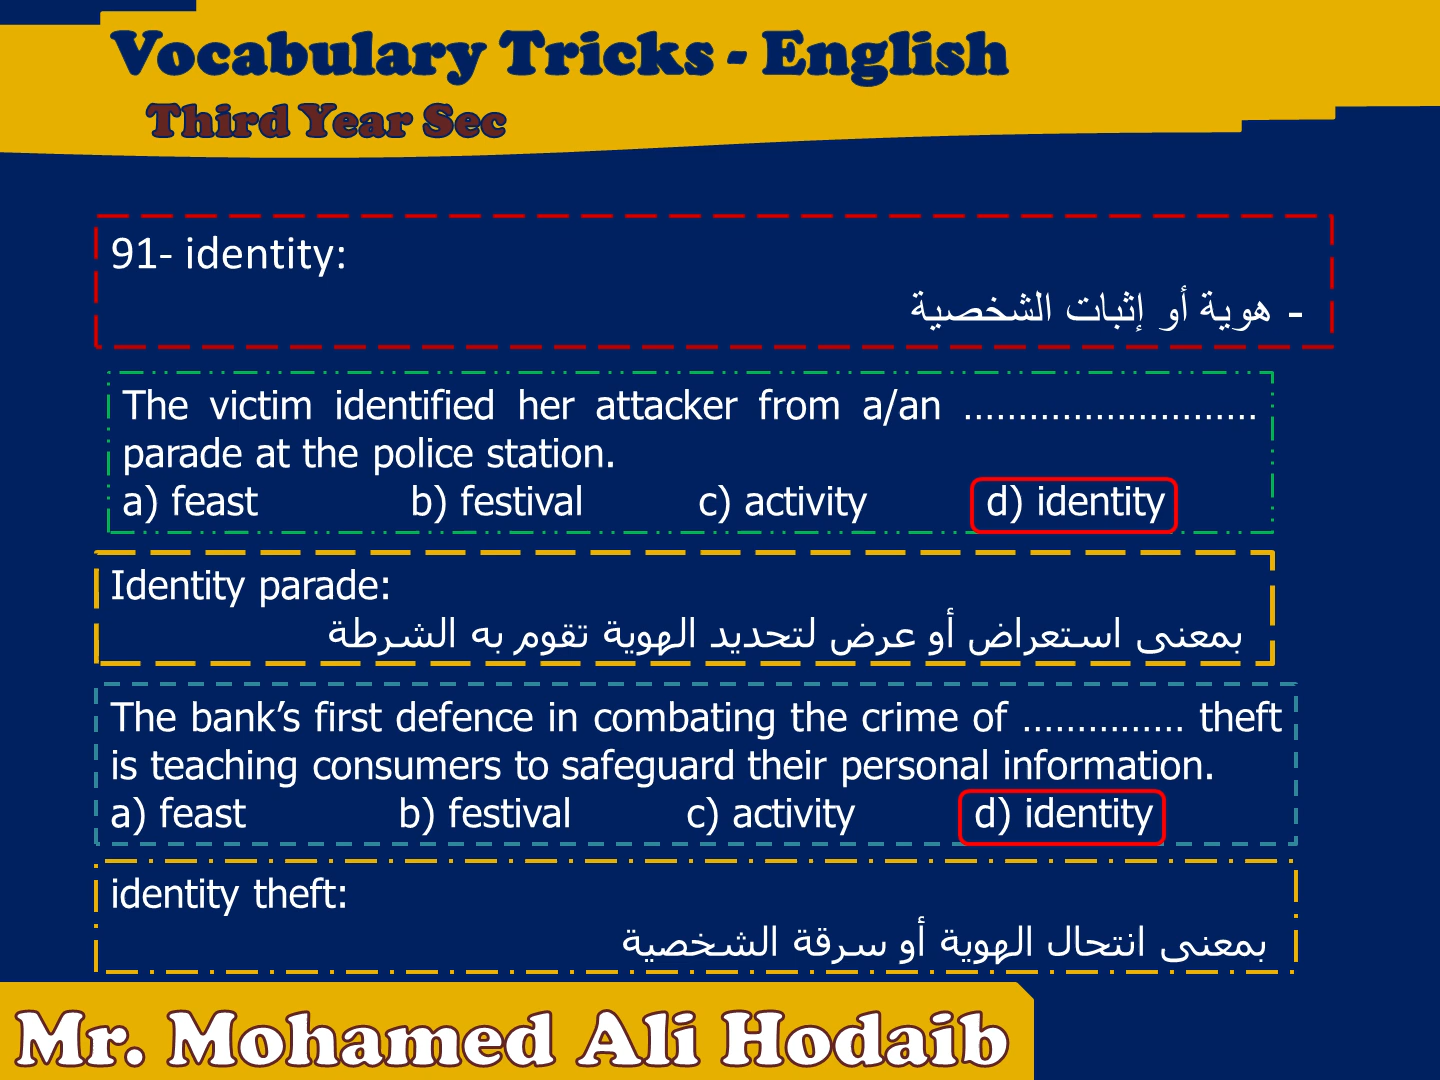 Vocabulary Tricks - English
Third Year Sec
91- identity:
- هوية أو إثبات الشخصية
The victim identified her attacker from a/an ………………………
parade at the police station.
a) feast b) festival c) activity d) identity
Identity parade:
بمعنى استعراض أو عرض لتحديد الهوية تقوم به الشرطة
The bank’s first defence in combating the crime of …………… theft
is teaching consumers to safeguard their personal information.
a) feast b) festival c) activity d) identity
identity theft:
بمعنى انتحال الهوية أو سرقة الشخصية
Mr. Mohamed Ali Hodaib